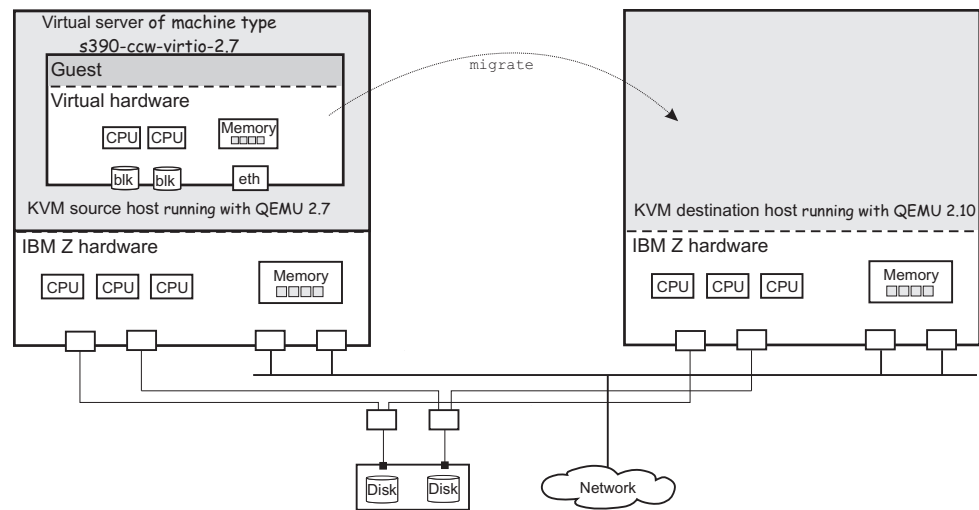 Virtual server of machine type
s390-ccw-virtio-2.7
Guest
Virtual hardware
CPU CPU
Memory
blk blk eth
KVM source host running with QEMU 2.7
IBM Z hardware
CPU CPU CPU
Memory
migrate
KVM destination host running with QEMU 2.10
IBM Z hardware
CPU CPU CPU
Memory
Disk Disk
Network